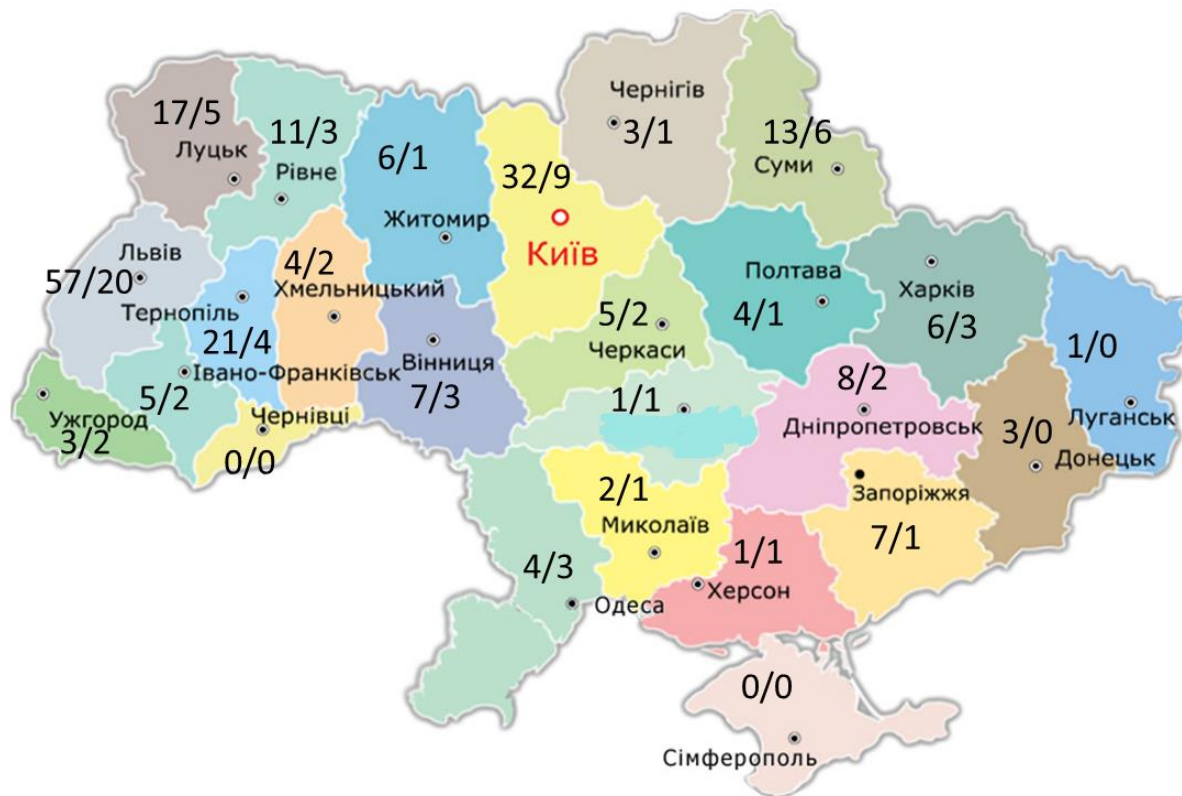 Чернігів
3/1
17/5
Луцьк
11/3
Рівне
6/1
Житомир
32/9
Київ
13/6
Суми
Львів
57/20
4/2
Хмельницький
Тернопіль
21/4
Івано-Франківськ
5/2
Вінниця
7/3
5/2
Черкаси
Полтава
4/1
Харків
6/3
1/0
Луганськ
Ужгород
3/2
Чернівці
0/0
1/1
8/2
Дніпропетровськ
3/0
Донецьк
2/1
Миколаїв
Запоріжжя
7/1
4/3
Одеса
1/1
Херсон
0/0
Сімферополь